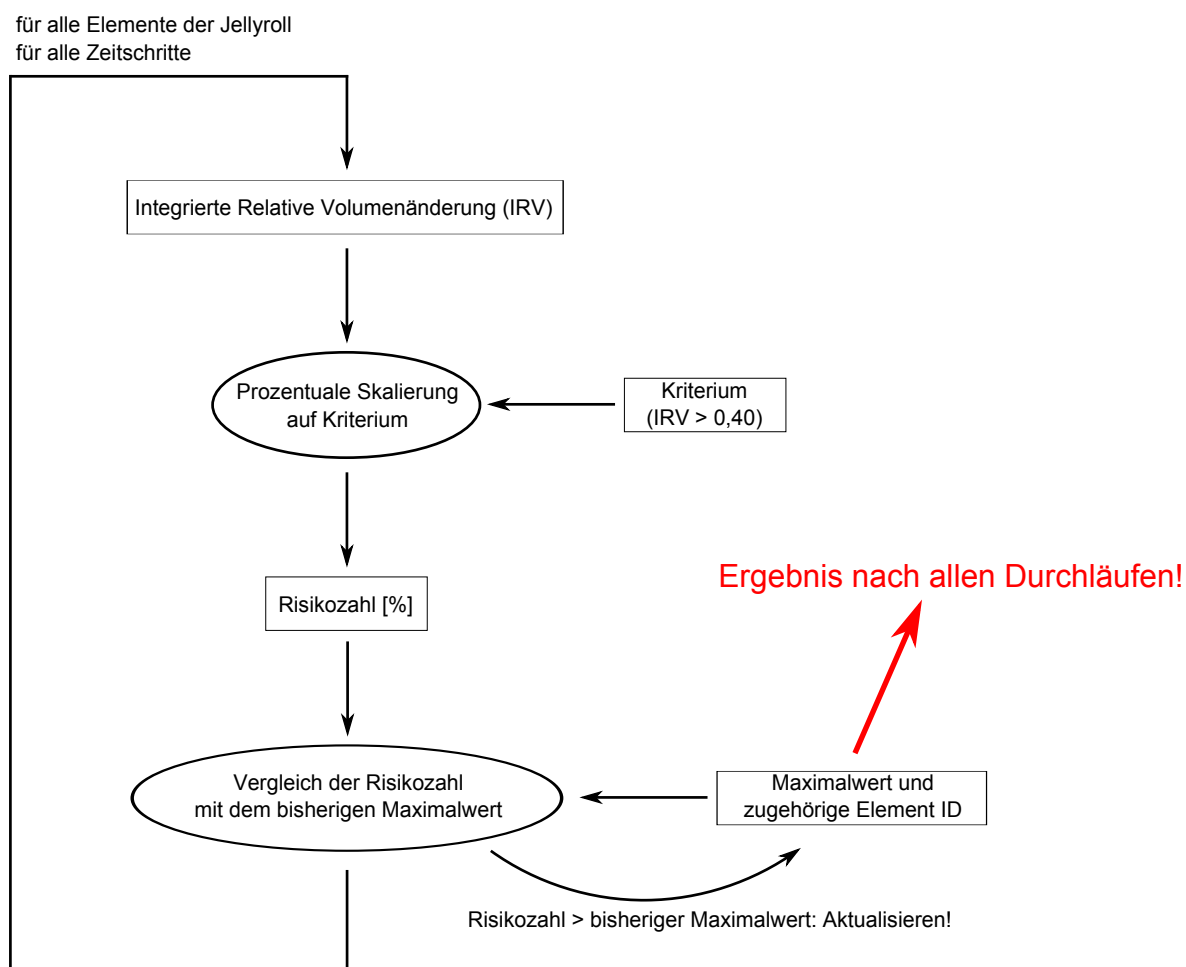 für alle Elemente der Jellyroll
für alle Zeitschritte
Integrierte Relative Volumenänderung (IRV)
Prozentuale Skalierung
auf Kriterium
Kriterium
(IRV > 0,40)
Ergebnis nach allen Durchläufen!
Risikozahl [%]
Vergleich der Risikozahl
mit dem bisherigen Maximalwert
Maximalwert und
zugehörige Element ID
Risikozahl > bisheriger Maximalwert: Aktualisieren!